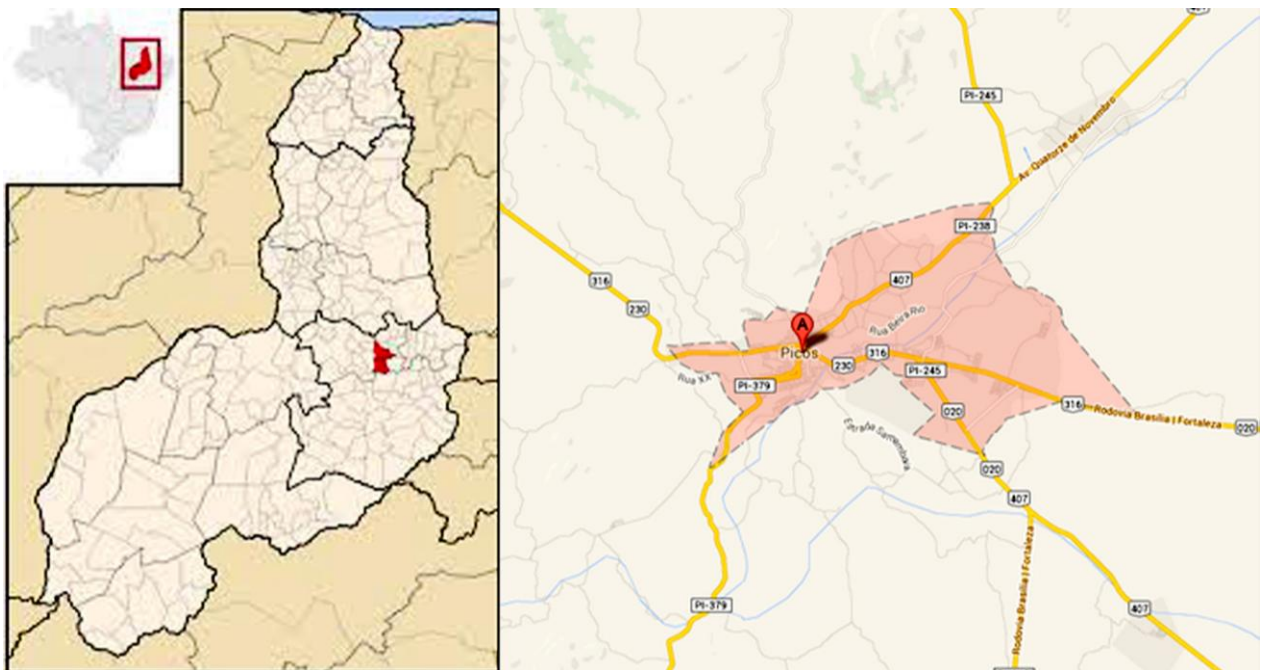 PI-245
Av. Quatorze de Novembro
PI-238
316
407
230
Rua Beira Rio
A
Picos
316
230
PI-245
Rua XX
PI-379
020
316
Rodovia Brasília | Fortaleza
020
020
407
Rodovia Brasília | Fortaleza
PI-379
407